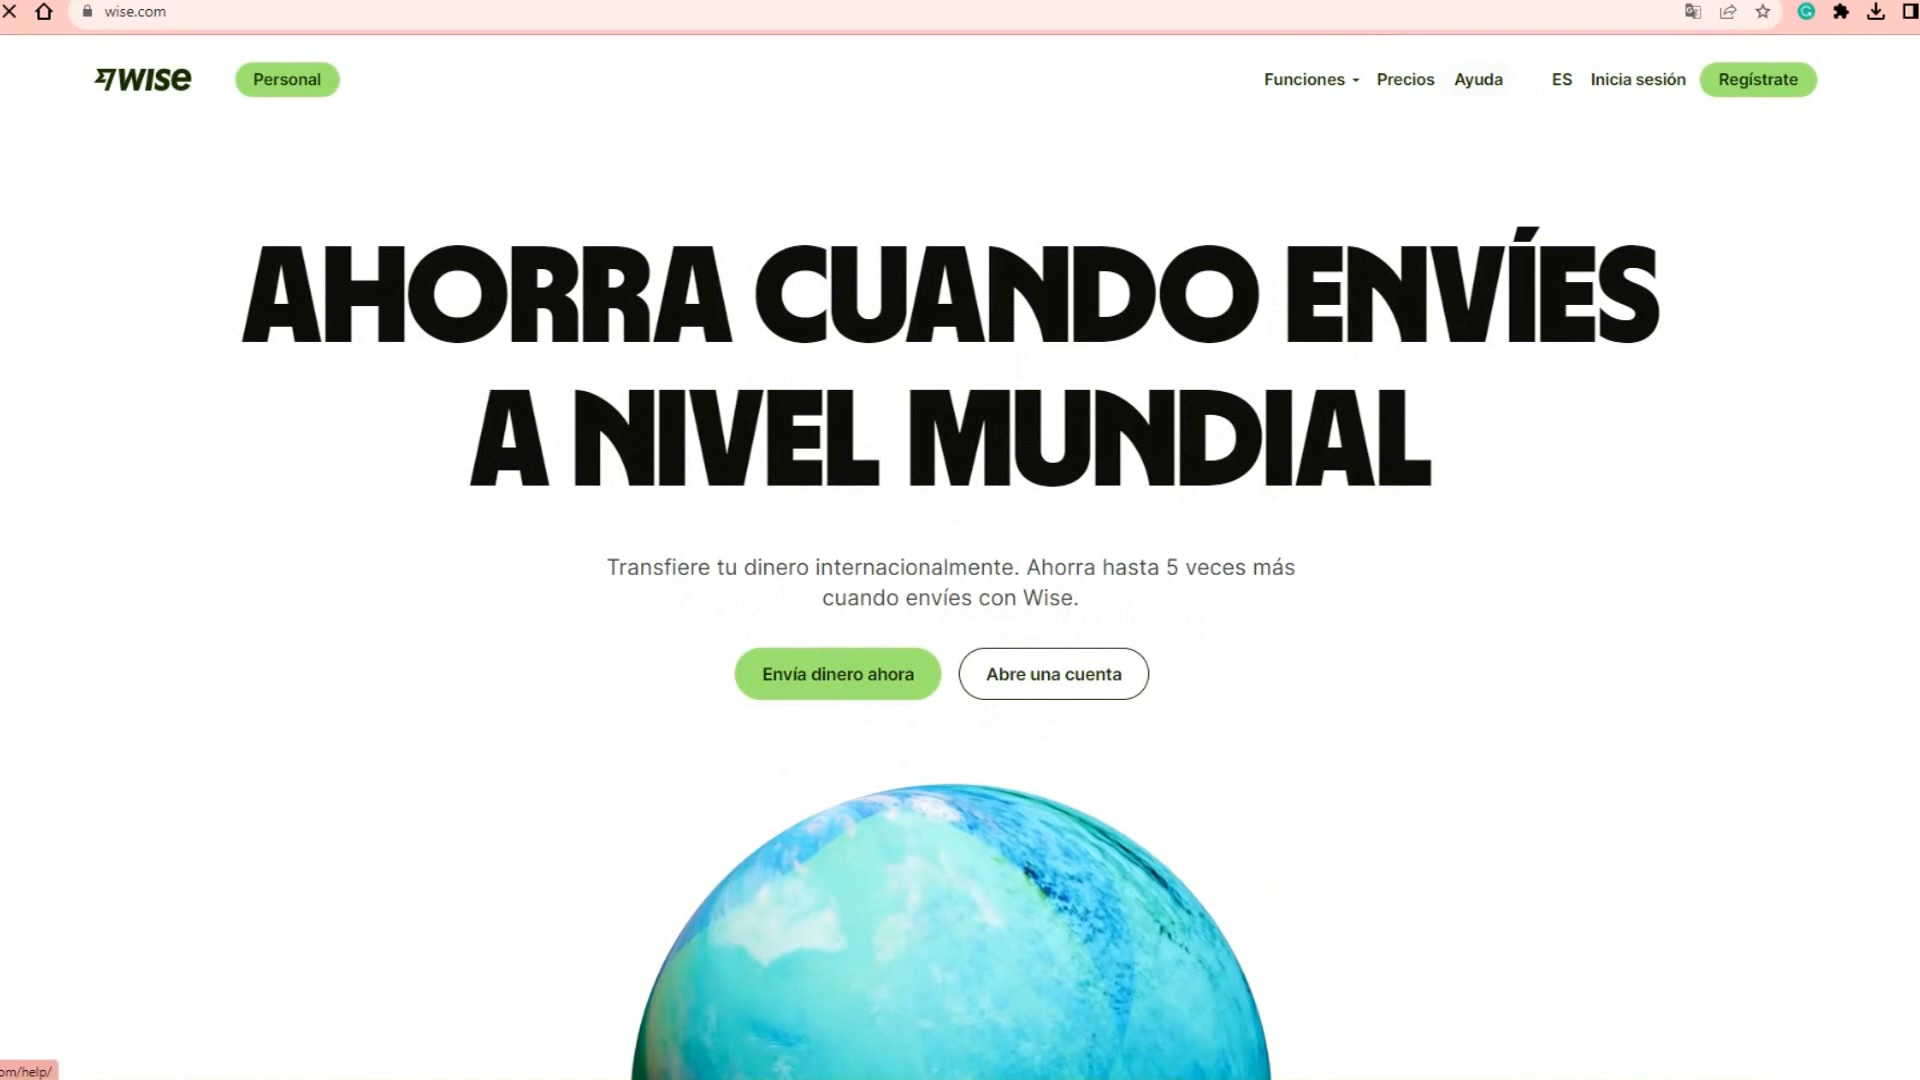 wise.com
wise
Personal
Funciones
Precios
Ayuda
ES
Inicia sesión
Regístrate
AHORRA CUANDO ENVÍES
A NIVEL MUNDIAL
Transfiere tu dinero internacionalmente. Ahorra hasta 5 veces más
cuando envíes con Wise.
Envía dinero ahora
Abre una cuenta
om/help/